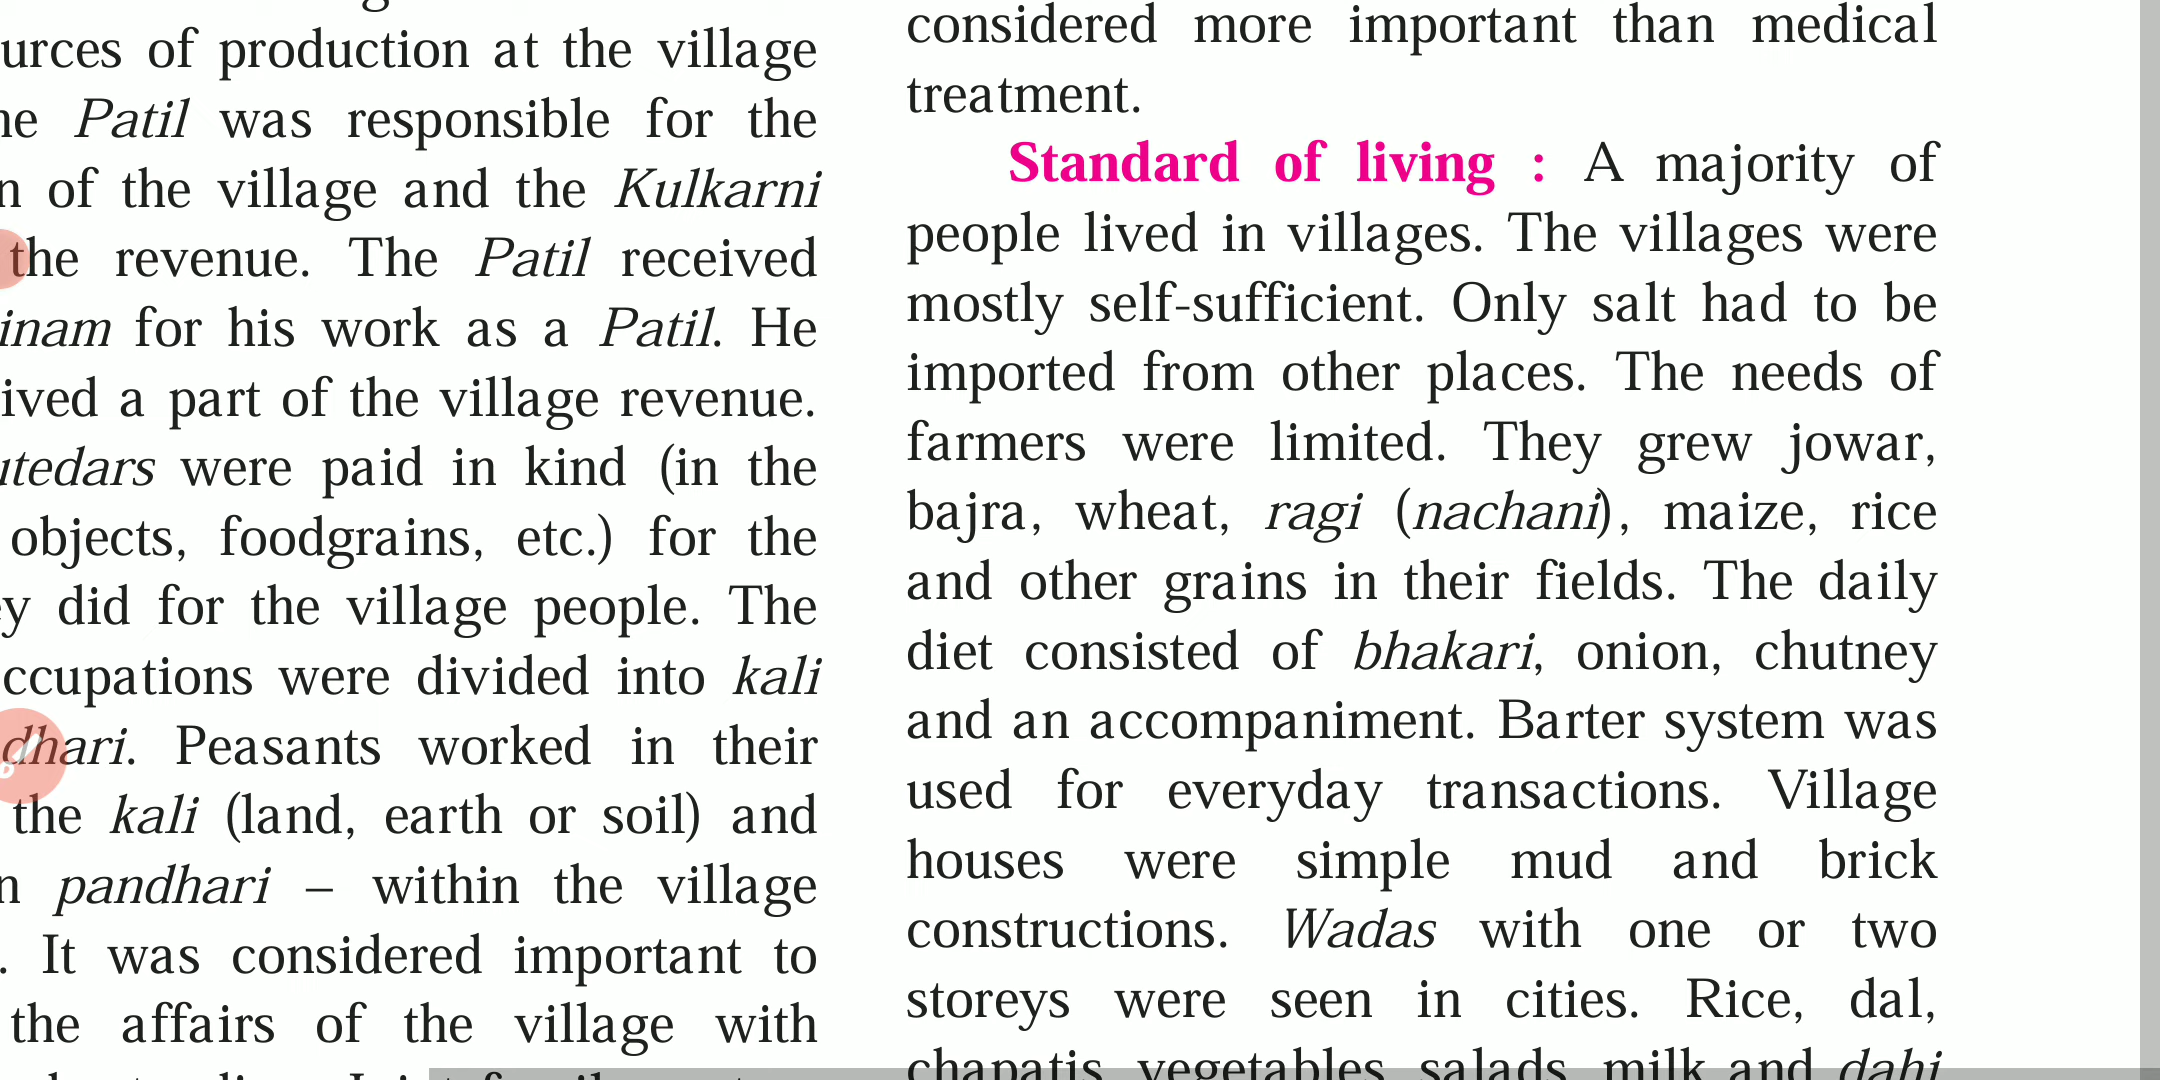 urces of production at the village
Patil was responsible for the
of the village and the Kulkarni
the revenue. The Patil received
inam for his work as a Patil. He
ived a part of the village revenue.
utedars were paid in kind (in the
objects, foodgrains, etc.) for the
ey did for the village people. The
ccupations were divided into kali
dhari. Peasants worked in their
the kali (land, earth or soil) and
n pandhari – within the village
. It was considered important to
the affairs of the village with
considered more important than medical
treatment.
Standard of living : A majority of
people lived in villages. The villages were
mostly self-sufficient. Only salt had to be
imported from other places. The needs of
farmers were limited. They grew jowar,
bajra, wheat, ragi (nachani), maize, rice
and other grains in their fields. The daily
diet consisted of bhakari, onion, chutney
and an accompaniment. Barter system was
used for everyday transactions. Village
houses were simple mud and brick
constructions. Wadas with one or two
storeys were seen in cities. Rice, dal,
chapatis, vegetables, salads, milk and dahi